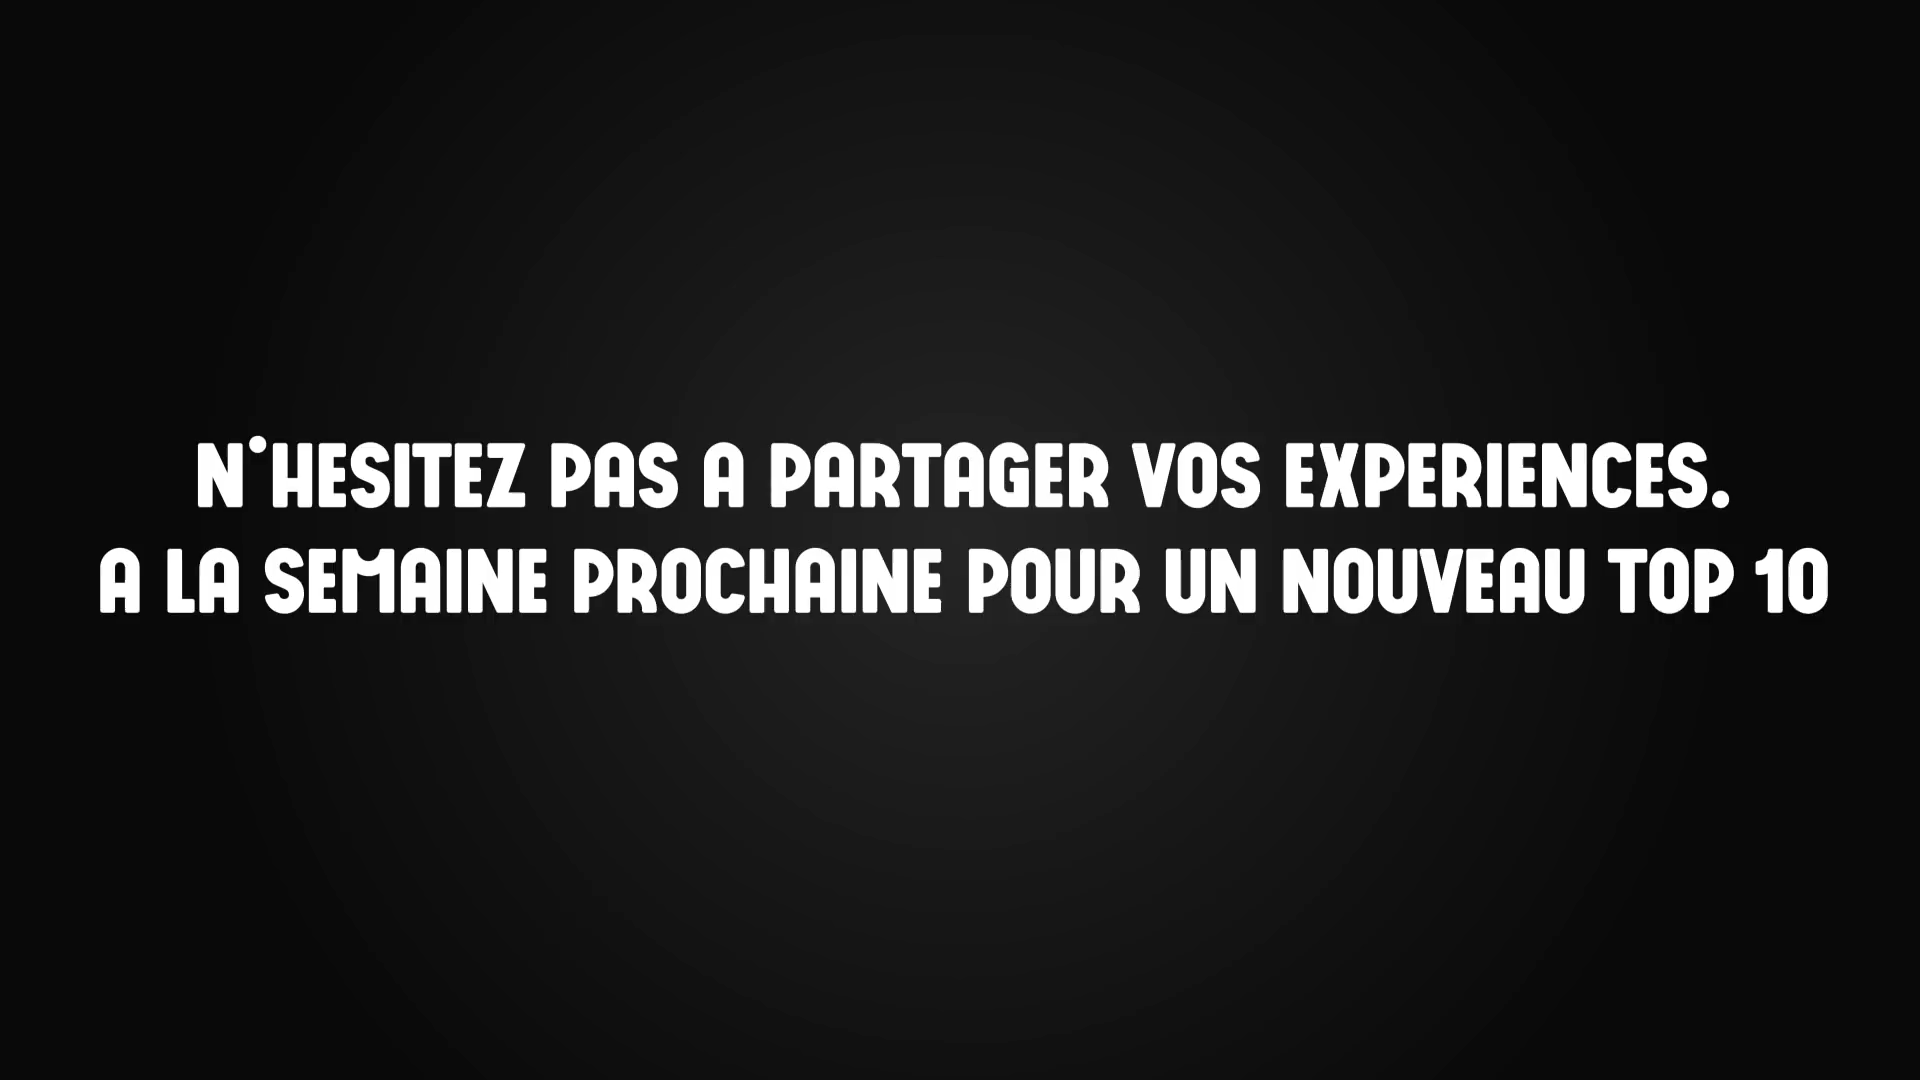 N'HESITEZ PAS A PARTAGER VOS EXPERIENCES.
A LA SEMAINE PROCHAINE POUR UN NOUVEAU TOP 10